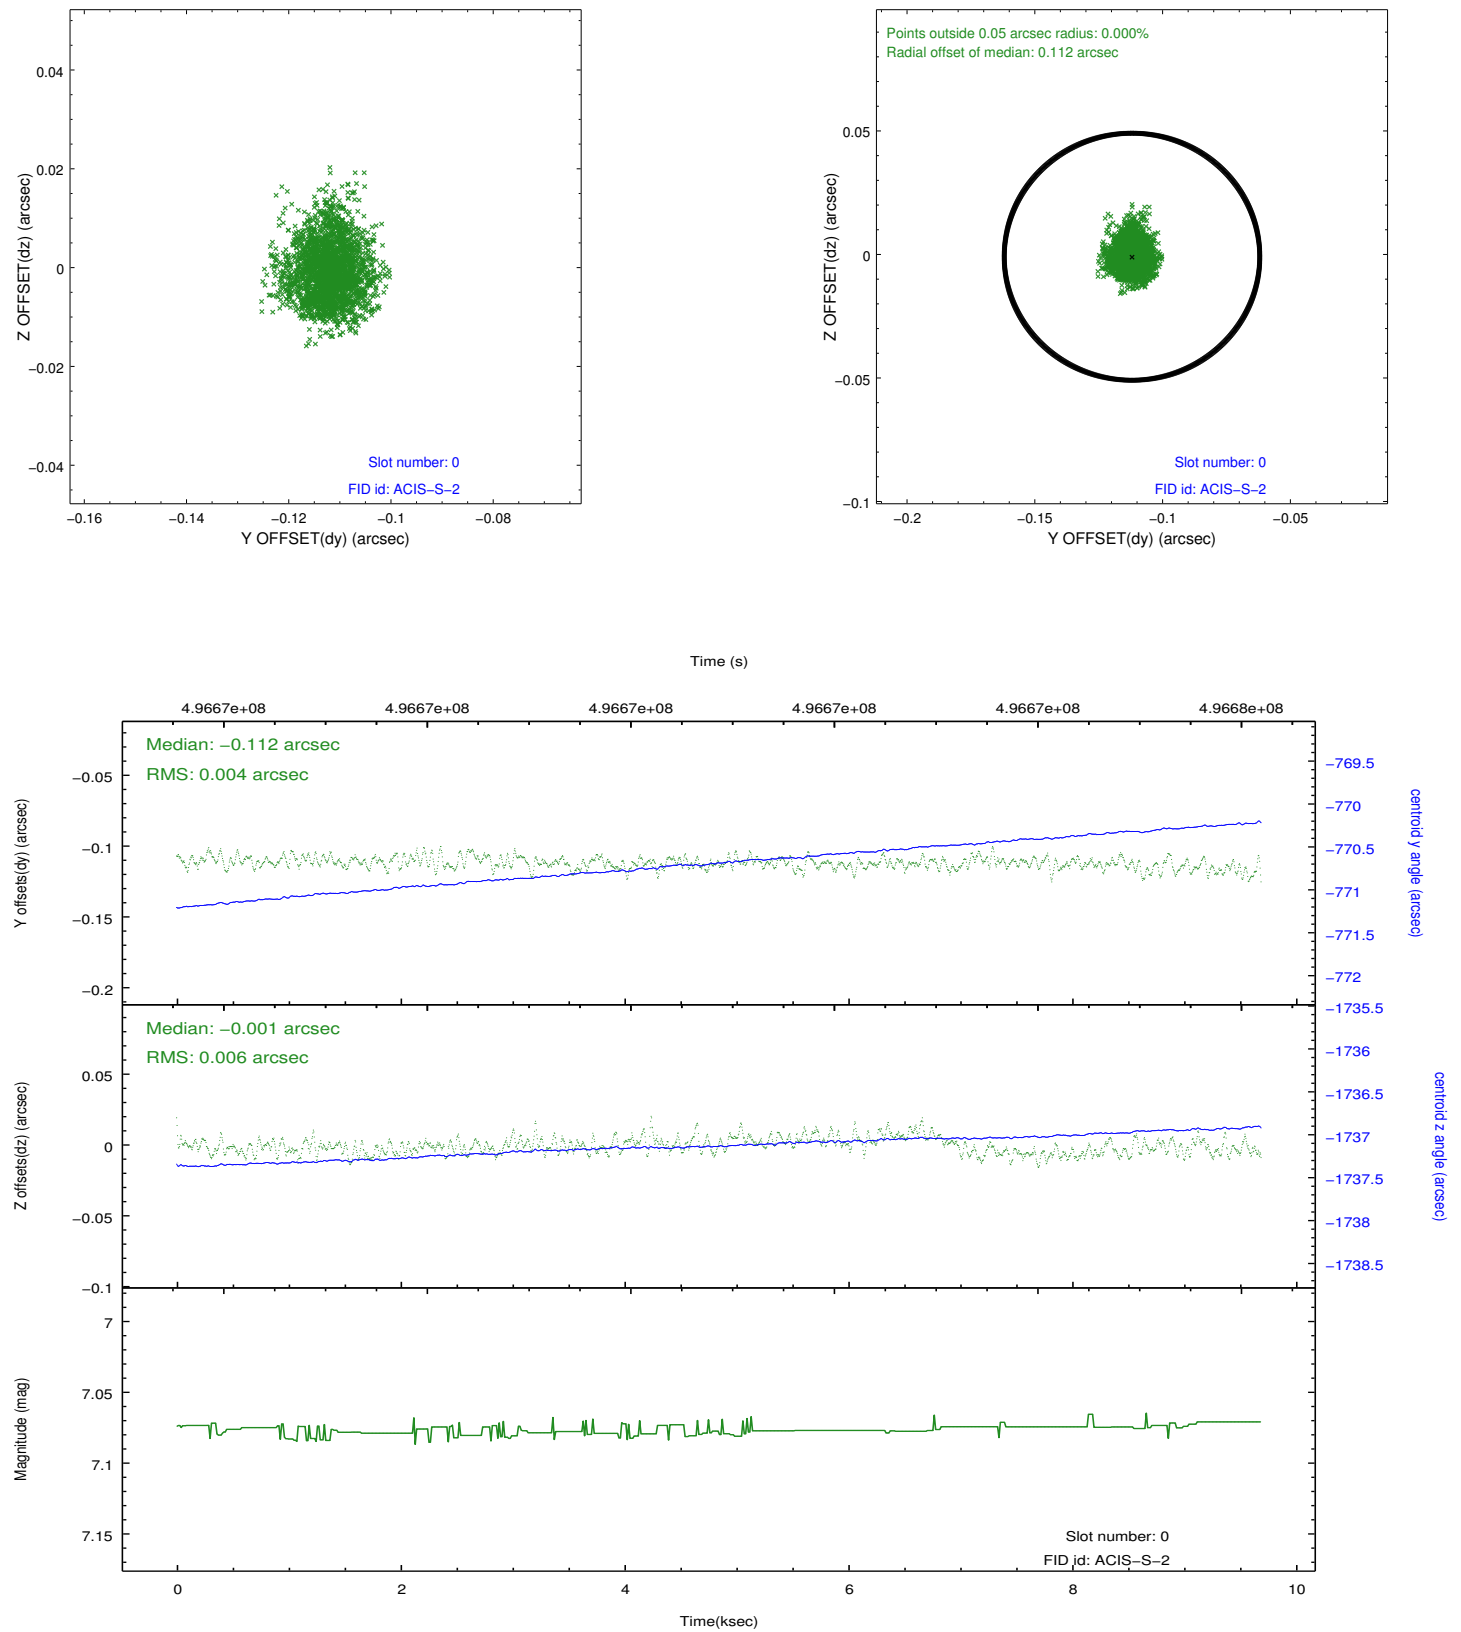 Points outside 0.05 arcsec radius: 0.000%
Radial offset of median: 0.112 arcsec
0.04
0.02
0
−0.02
−0.04
Z OFFSET(dz) (arcsec)
Slot number: 0
FID id: ACIS−S−2
−0.16 −0.14 −0.12 −0.1 −0.08
Y OFFSET(dy) (arcsec)
0.05
0
−0.05
−0.1
Z OFFSET(dz) (arcsec)
Slot number: 0
FID id: ACIS−S−2
−0.2 −0.15 −0.1 −0.05
Y OFFSET(dy) (arcsec)
Time (s)
4.9667e+08 4.9667e+08 4.9667e+08 4.9667e+08 4.9667e+08 4.9668e+08
Median: −0.112 arcsec
RMS: 0.004 arcsec
−0.05
−0.1
−0.15
−0.2
Y offsets(dy) (arcsec)
−769.5
−770
−770.5
−771
−771.5
−772
centroid y angle (arcsec)
Median: −0.001 arcsec
RMS: 0.006 arcsec
0.05
0
−0.05
−0.1
Z offsets(dz) (arcsec)
−1735.5
−1736
−1736.5
−1737
−1737.5
−1738
−1738.5
centroid z angle (arcsec)
7
7.05
7.1
7.15
Magnitude (mag)
Slot number: 0
FID id: ACIS−S−2
0 2 4 6 8 10
Time(ksec)